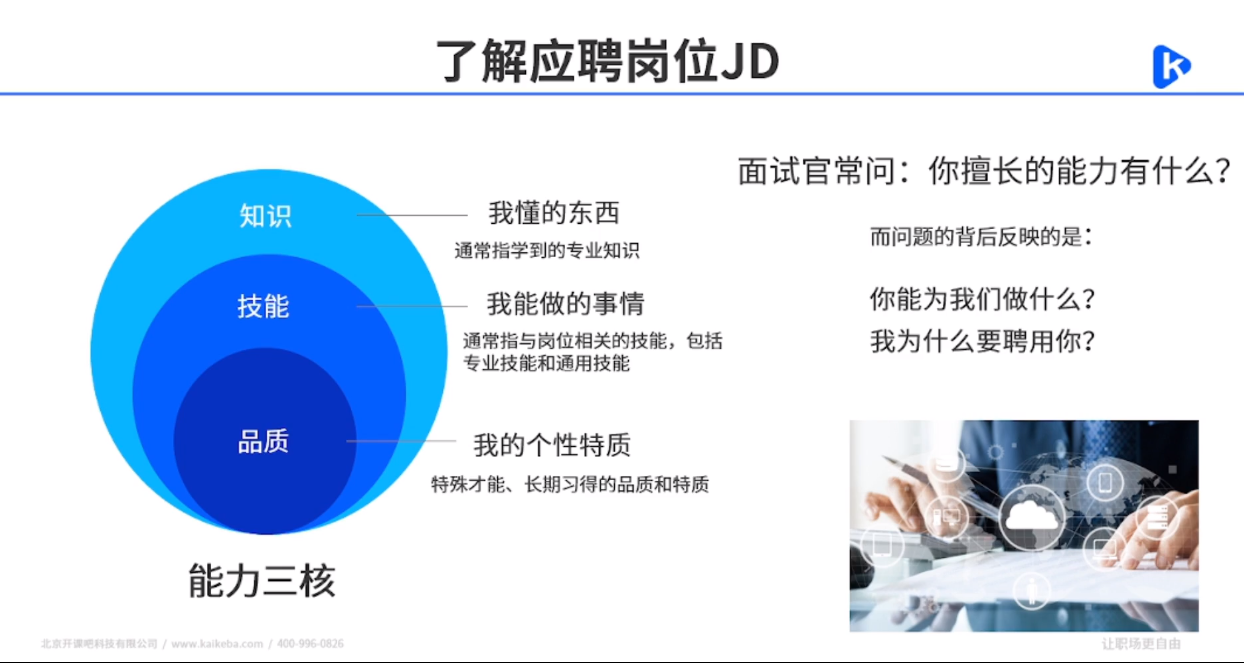 了解应聘岗位JD
知识
我懂的东西
通常指学到的专业知识
技能
我能做的事情
通常指与岗位相关的技能，包括
专业技能和通用技能
品质
我的个性特质
特殊才能、长期习得的品质和特质
能力三核
面试官常问：你擅长的能力有什么？
而问题的背后反映的是：
你能为我们做什么？
我为什么要聘用你？
北京开课吧科技有限公司 / www.kaikeba.com / 400-996-0826
让职场更自由